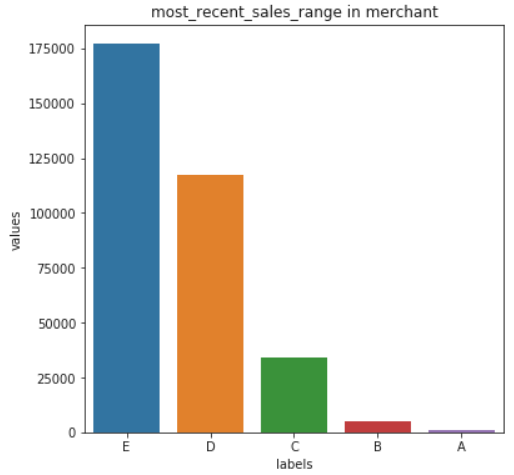 most_recent_sales_range in merchant
175000
150000
125000
100000
75000
50000
25000
0
values
E D C B A
labels